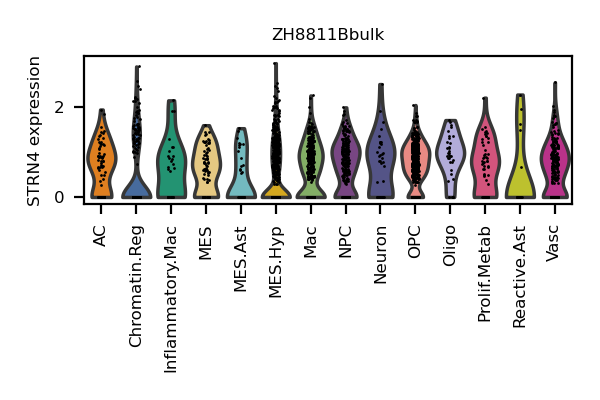 ZH8811Bbulk
STRN4 expression
2
0
AC
Chromatin.Reg
Inflammatory.Mac
MES
MES.Ast
MES.Hyp
Mac
NPC
Neuron
OPC
Oligo
Prolif.Metab
Reactive.Ast
Vasc